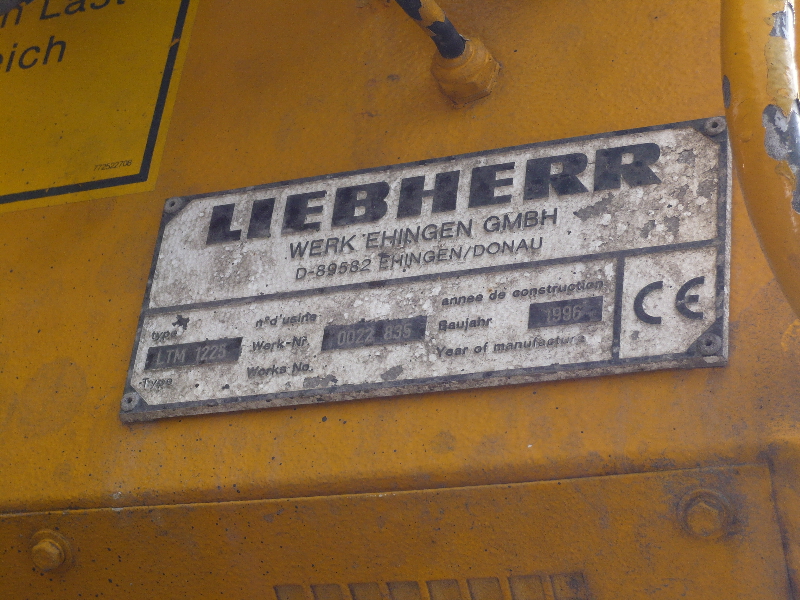 n Last
eich
772522708
LIEBHERR
WERK EHINGEN GMBH
D-89582 EHINGEN/DONAU
type
LTM 1225
Type
n°d'usine
Werk-Nr.
0022 835
Works No.
annee de construction
Baujahr
1996
Year of manufacture
CE